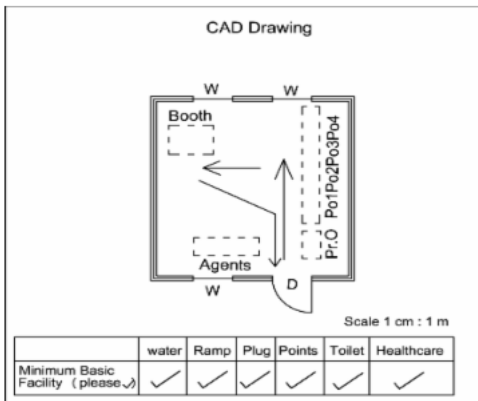 CAD Drawing
W W
Booth
Po1Po2Po3Po4
Pr.O
Agents
W
D
Scale 1 cm : 1 m
water Ramp Plug Points Toilet Healthcare
Minimum Basic
Facility ( please ✓)
✓ ✓ ✓ ✓ ✓ ✓